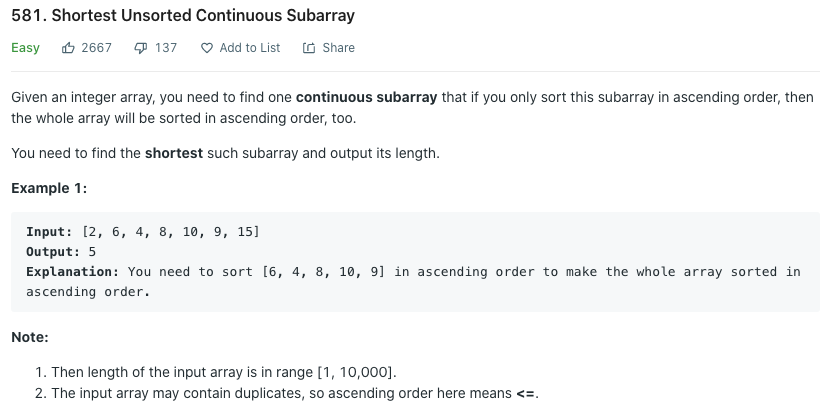 581. Shortest Unsorted Continuous Subarray
Easy 2667 137 Add to List Share
Given an integer array, you need to find one continuous subarray that if you only sort this subarray in ascending order, then
the whole array will be sorted in ascending order, too.
You need to find the shortest such subarray and output its length.
Example 1:
Input: [2, 6, 4, 8, 10, 9, 15]
Output: 5
Explanation: You need to sort [6, 4, 8, 10, 9] in ascending order to make the whole array sorted in
ascending order.
Note:
1. Then length of the input array is in range [1, 10,000].
2. The input array may contain duplicates, so ascending order here means <=.